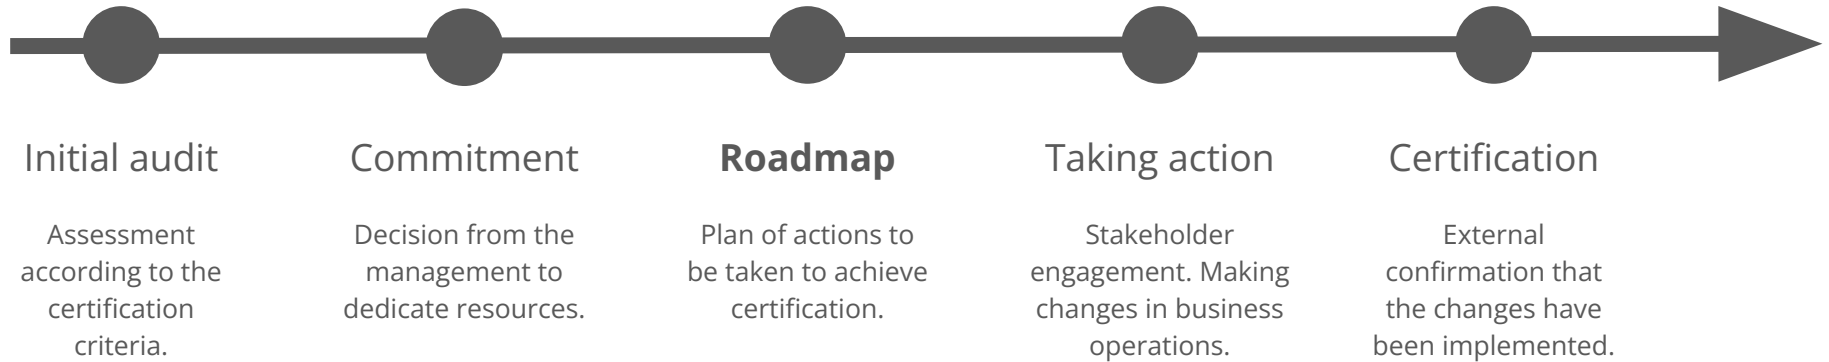 Initial audit
Assessment
according to the
certification
criteria.
Commitment
Decision from the
management to
dedicate resources.
Roadmap
Plan of actions to
be taken to achieve
certification.
Taking action
Stakeholder
engagement. Making
changes in business
operations.
Certification
External
confirmation that
the changes have
been implemented.